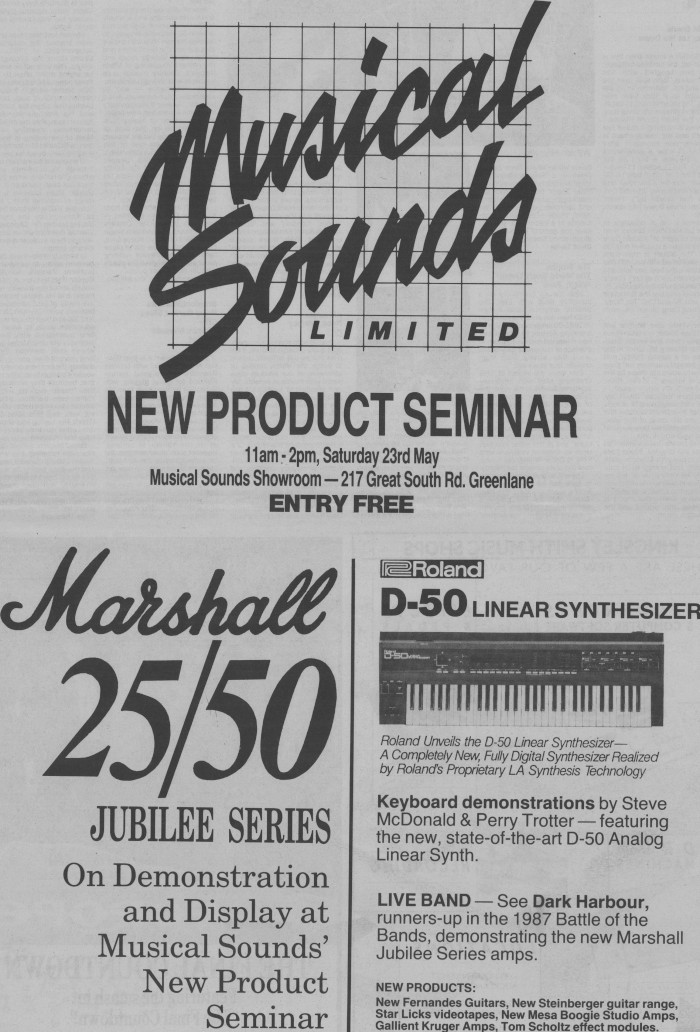 Musical
Sounds
LIMITED
NEW PRODUCT SEMINAR
11am - 2pm, Saturday 23rd May
Musical Sounds Showroom — 217 Great South Rd. Greenlane
ENTRY FREE
Marshall
25/50
JUBILEE SERIES
On Demonstration
and Display at
Musical Sounds'
New Product
Seminar
Roland
D-50 LINEAR SYNTHESIZER
Roland Unveils the D-50 Linear Synthesizer—
A Completely New, Fully Digital Synthesizer Realized
by Roland's Proprietary LA Synthesis Technology
Keyboard demonstrations by Steve
McDonald & Perry Trotter — featuring
the new, state-of-the-art D-50 Analog
Linear Synth.
LIVE BAND — See Dark Harbour,
runners-up in the 1987 Battle of the
Bands, demonstrating the new Marshall
Jubilee Series amps.
NEW PRODUCTS:
New Fernandes Guitars, New Steinberger guitar range,
Star Licks videotapes, New Mesa Boogie Studio Amps,
Gallient Kruger Amps, Tom Scholtz effect modules.